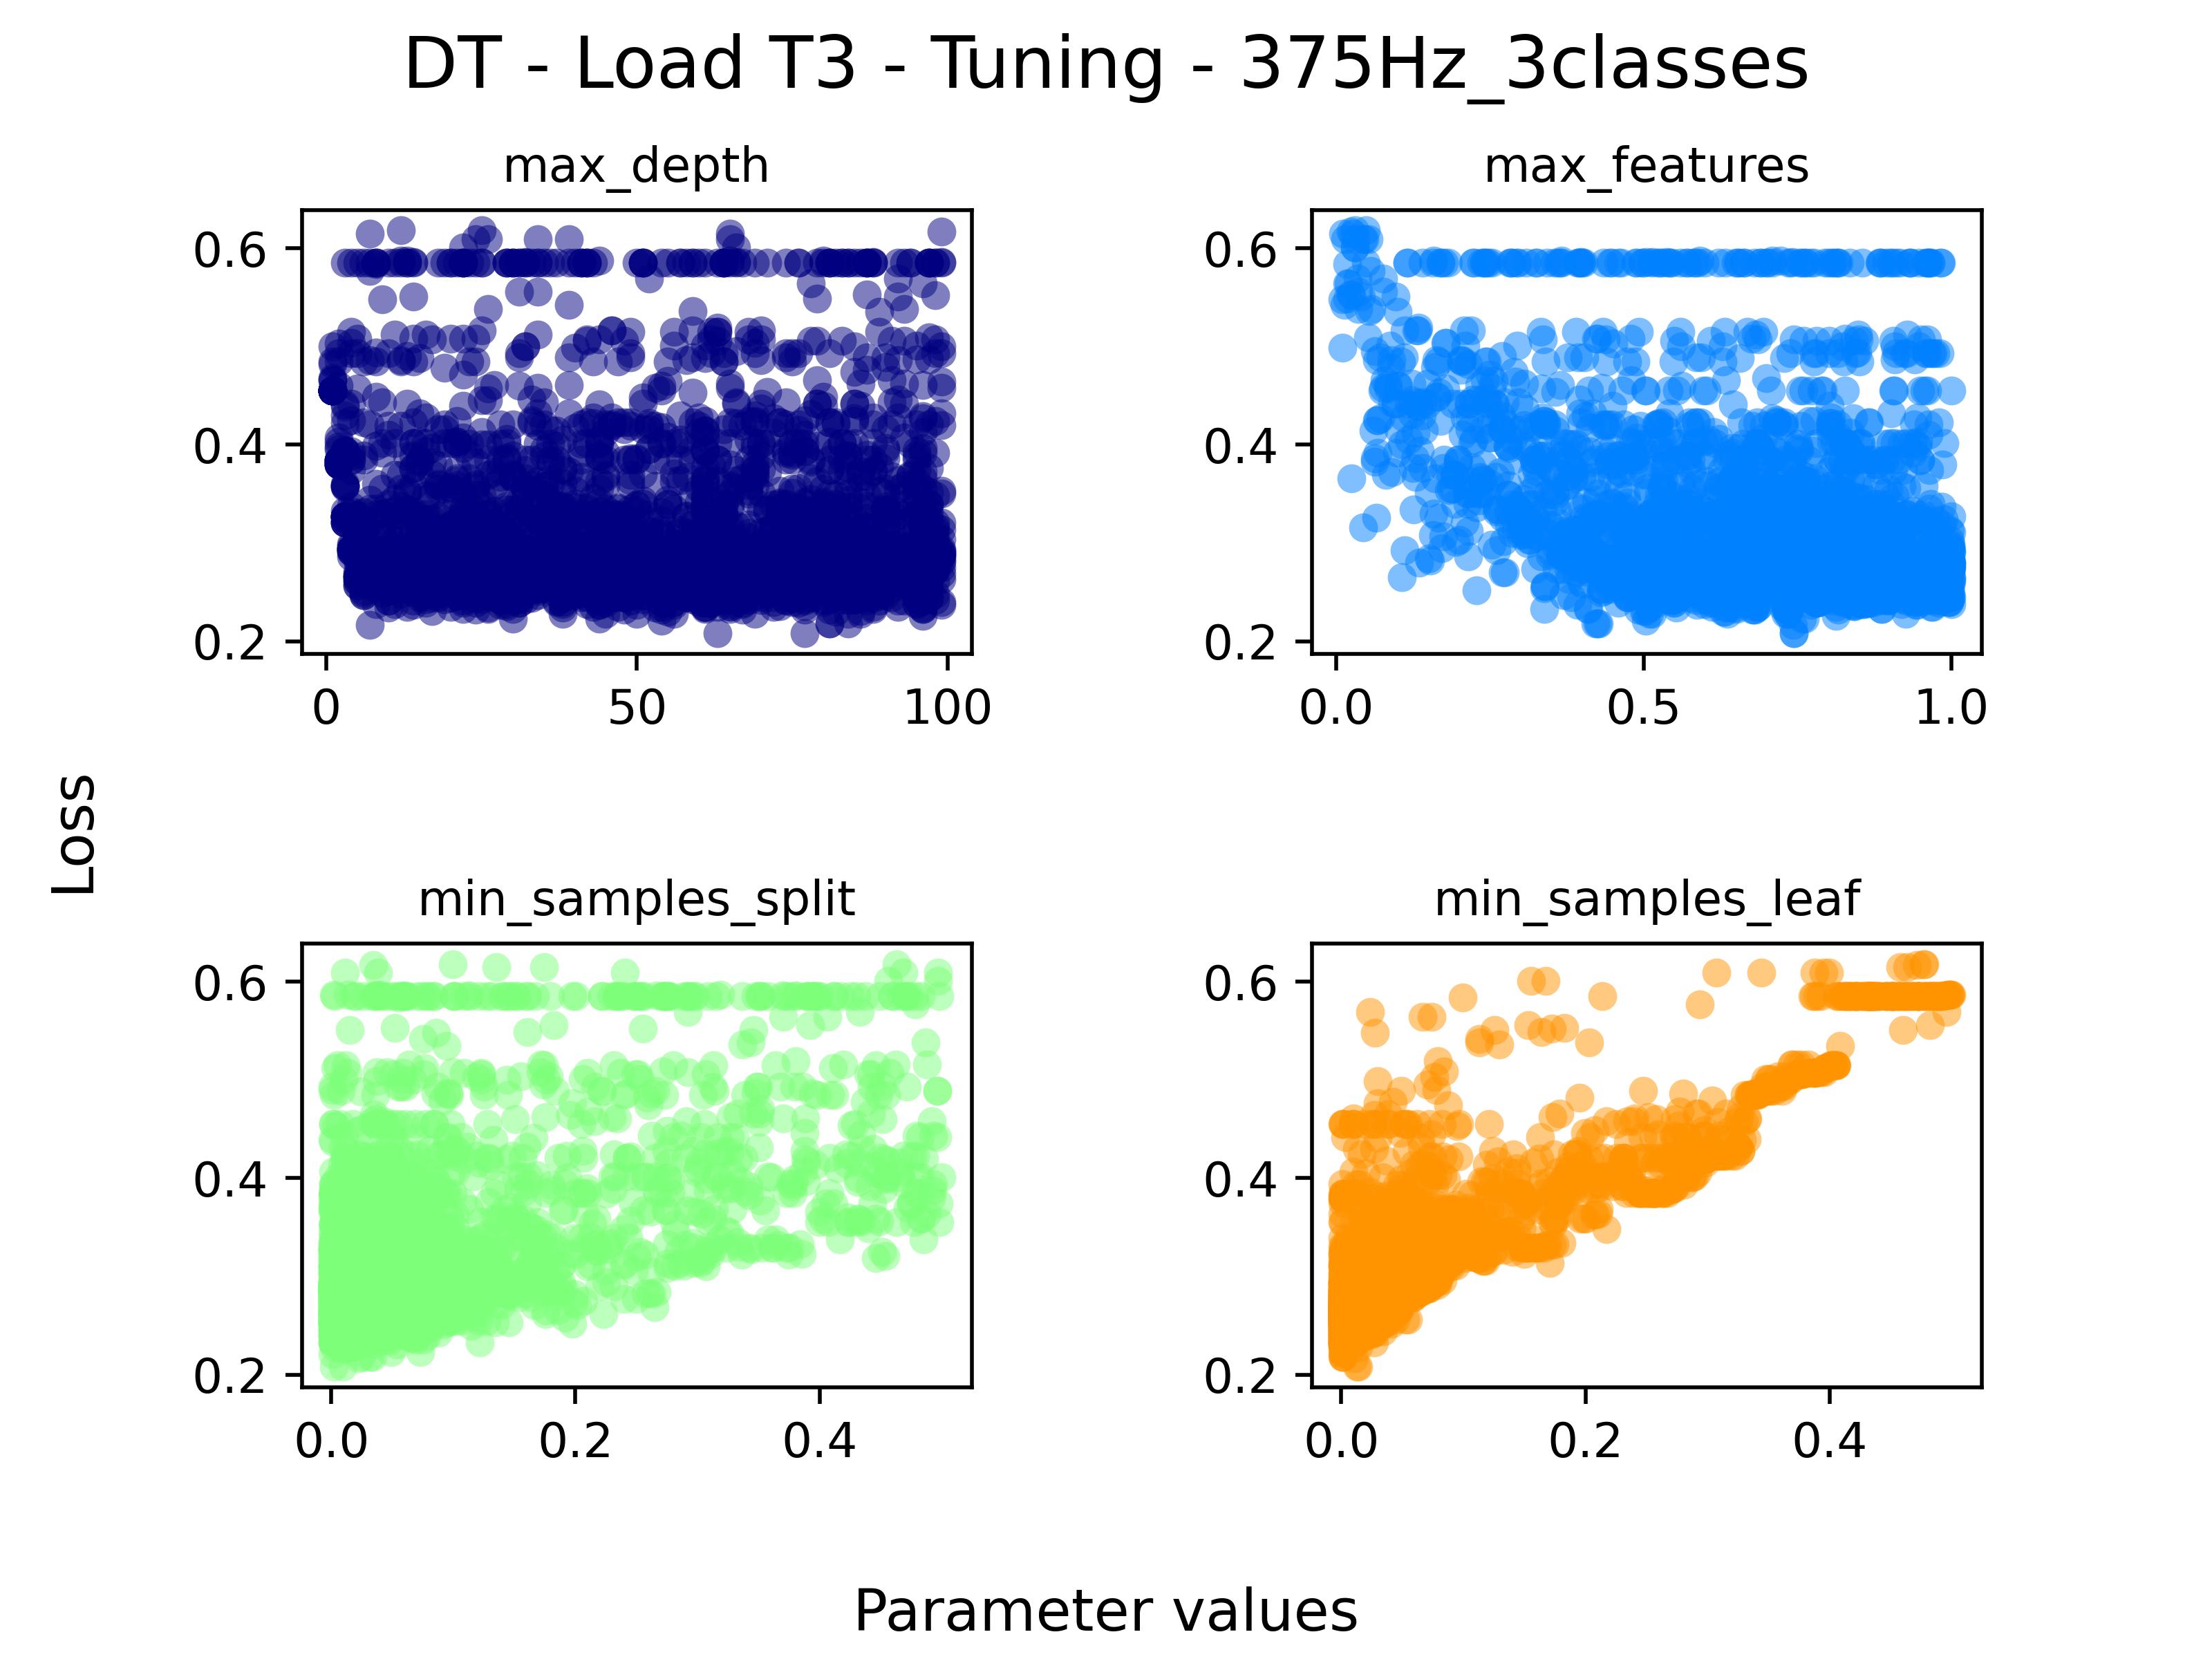 DT - Load T3 - Tuning - 375Hz_3classes
max_depth
0.6
0.4
0.2
0 50 100
max_features
0.6
0.4
0.2
0.0 0.5 1.0
Loss
min_samples_split
0.6
0.4
0.2
0.0 0.2 0.4
min_samples_leaf
0.6
0.4
0.2
0.0 0.2 0.4
Parameter values